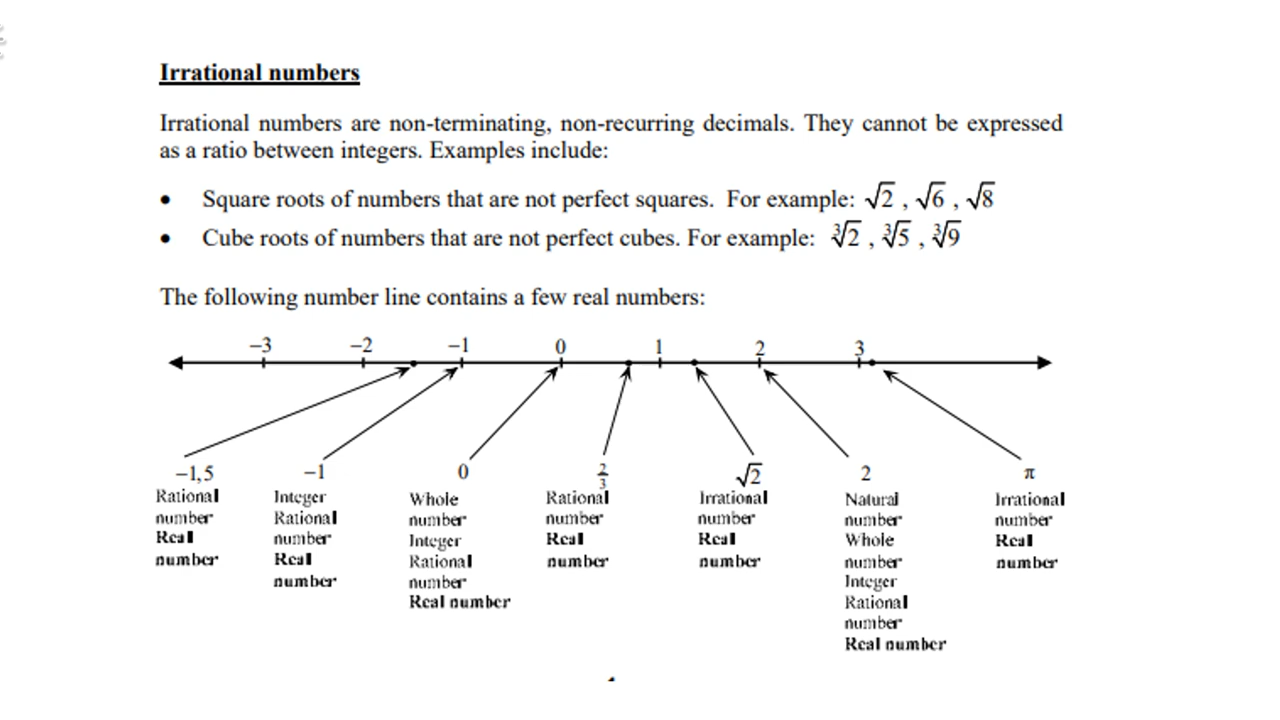 Irrational numbers
Irrational numbers are non-terminating, non-recurring decimals. They cannot be expressed
as a ratio between integers. Examples include:
• Square roots of numbers that are not perfect squares. For example: √2 , √6 , √8
• Cube roots of numbers that are not perfect cubes. For example: ∛2 , ∛5 , ∛9
The following number line contains a few real numbers:
−3 −2 −1 0 1 2 3
−1,5
Rational
number
Real
number
−1
Integer
Rational
number
Real
number
0
Whole
number
Integer
Rational
number
Real number
2/3
Rational
number
Real
number
√2
Irrational
number
Real
number
2
Natural
number
Whole
number
Integer
Rational
number
Real number
π
Irrational
number
Real
number